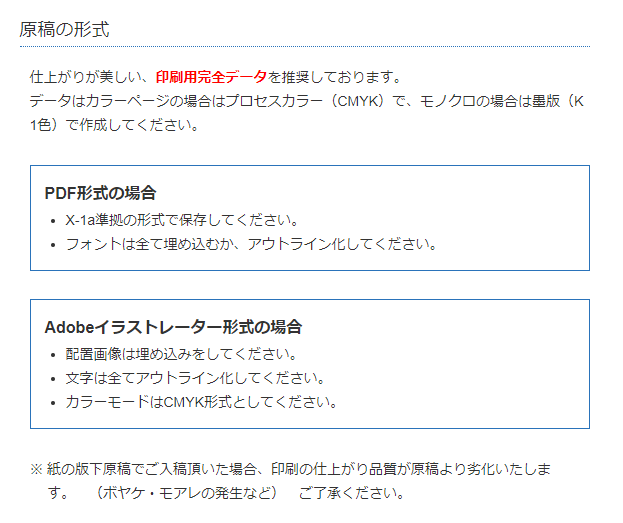 原稿の形式
仕上がりが美しい、印刷用完全データを推奨しております。
データはカラーページの場合はプロセスカラー（CMYK）で、モノクロの場合は墨版（K
1色）で作成してください。
PDF形式の場合
• X-1a準拠の形式で保存してください。
• フォントは全て埋め込むか、アウトライン化してください。
Adobeイラストレーター形式の場合
• 配置画像は埋め込みをしてください。
• 文字は全てアウトライン化してください。
• カラーモードはCMYK形式としてください。
※ 紙の版下原稿でご入稿頂いた場合、印刷の仕上がり品質が原稿より劣化いたしま
す。　（ボヤケ・モアレの発生など）　ご了承ください。